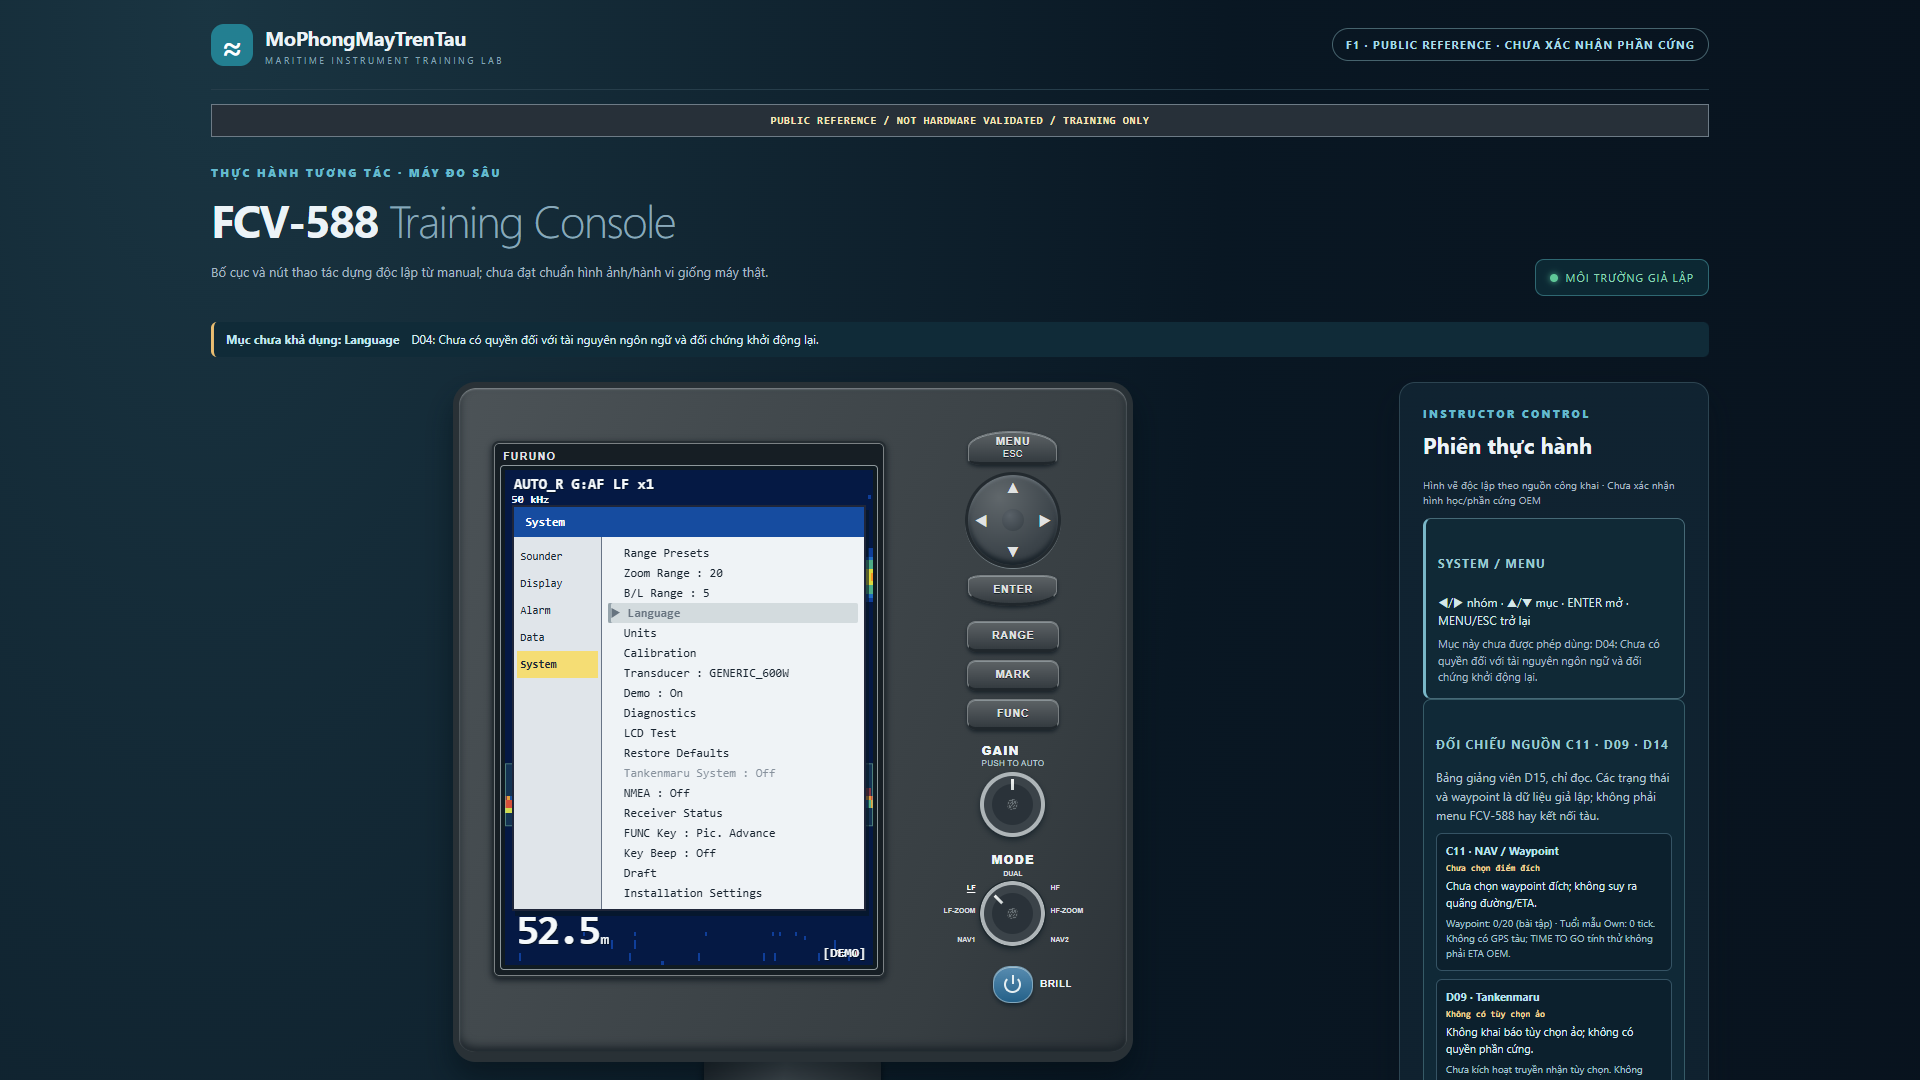 ≈
MoPhongMayTrenTau
MARITIME INSTRUMENT TRAINING LAB
F1 · PUBLIC REFERENCE · CHƯA XÁC NHẬN PHẦN CỨNG
PUBLIC REFERENCE / NOT HARDWARE VALIDATED / TRAINING ONLY
THỰC HÀNH TƯƠNG TÁC · MÁY ĐO SÂU
FCV-588 Training Console
Bố cục và nút thao tác dựng độc lập từ manual; chưa đạt chuẩn hình ảnh/hành vi giống máy thật.
MÔI TRƯỜNG GIẢ LẬP
Mục chưa khả dụng: Language D04: Chưa có quyền đối với tài nguyên ngôn ngữ và đối chứng khởi động lại.
FURUNO
AUTO_R G:AF LF x1
50 kHz
System
Sounder
Display
Alarm
Data
System
Range Presets
Zoom Range : 20
B/L Range : 5
▶ Language
Units
Calibration
Transducer : GENERIC_600W
Demo : On
Diagnostics
LCD Test
Restore Defaults
Tankenmaru System : Off
NMEA : Off
Receiver Status
FUNC Key : Pic. Advance
Key Beep : Off
Draft
Installation Settings
52.5m
[DEMO]
MENU
ESC
▲
◀ ▶
▼
ENTER
RANGE
MARK
FUNC
GAIN
PUSH TO AUTO
MODE
DUAL
LF HF
LF-ZOOM HF-ZOOM
NAV1 NAV2
BRILL
INSTRUCTOR CONTROL
Phiên thực hành
Hình vẽ độc lập theo nguồn công khai · Chưa xác nhận
hình học/phần cứng OEM
SYSTEM / MENU
◀/▶ nhóm · ▲/▼ mục · ENTER mở ·
MENU/ESC trở lại
Mục này chưa được phép dùng: D04: Chưa có
quyền đối với tài nguyên ngôn ngữ và đối
chứng khởi động lại.
ĐỐI CHIẾU NGUỒN C11 · D09 · D14
Bảng giảng viên D15, chỉ đọc. Các trạng thái
và waypoint là dữ liệu giả lập; không phải
menu FCV-588 hay kết nối tàu.
C11 · NAV / Waypoint
Chưa chọn điểm đích
Chưa chọn waypoint đích; không suy ra
quãng đường/ETA.
Waypoint: 0/20 (bài tập) · Tuổi mẫu Own: 0 tick.
Không có GPS tàu; TIME TO GO tính thử không
phải ETA OEM.
D09 · Tankenmaru
Không có tùy chọn ảo
Không khai báo tùy chọn ảo; không có
quyền phần cứng.
Chưa kích hoạt truyền nhận tùy chọn. Không